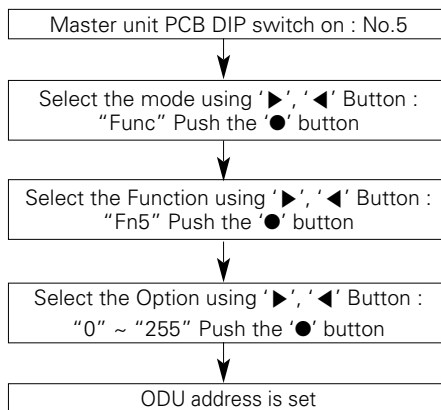 Master unit PCB DIP switch on : No.5
Select the mode using ‘▶’, ‘◀’ Button :
“Func” Push the ‘●’ button
Select the Function using ‘▶’, ‘◀’ Button :
“Fn5” Push the ‘●’ button
Select the Option using ‘▶’, ‘◀’ Button :
“0” ~ “255” Push the ‘●’ button
ODU address is set